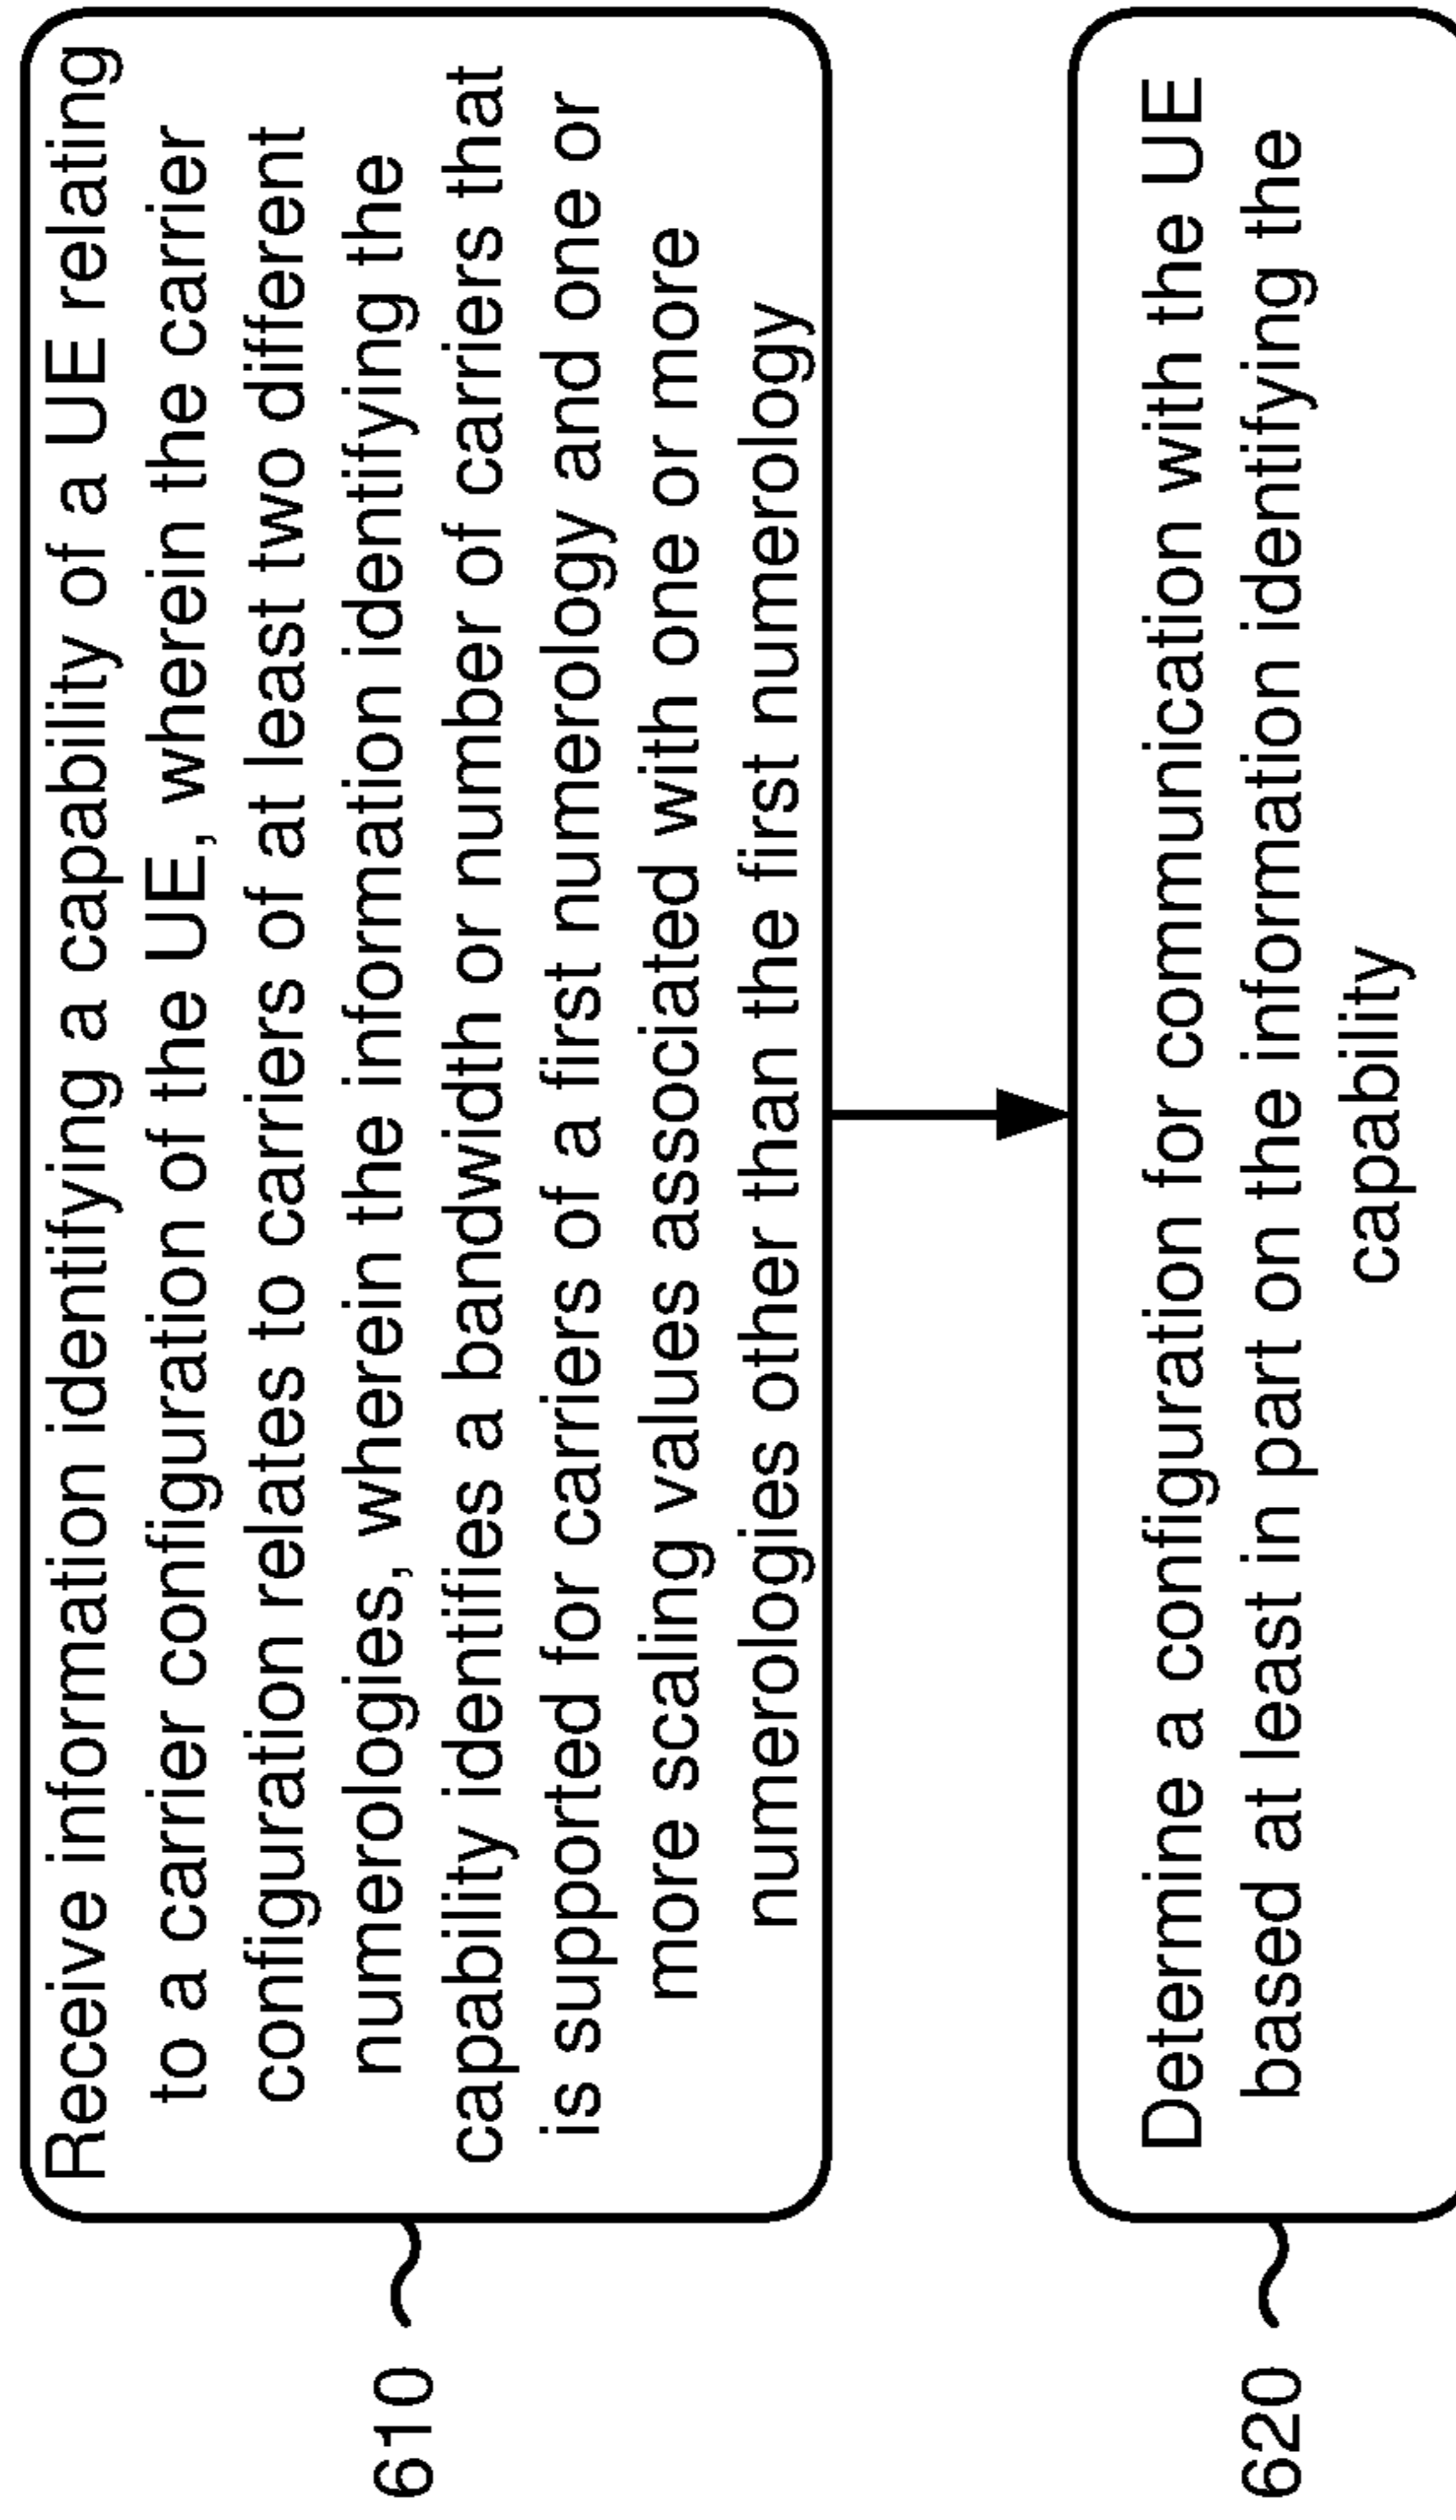 Receive information identifying a capability of a UE relating
to a carrier configuration of the UE, wherein the carrier
configuration relates to carriers of at least two different
numerologies, wherein the information identifying the
capability identifies a bandwidth or number of carriers that
is supported for carriers of a first numerology and one or
more scaling values associated with one or more
numerologies other than the first numerology
610
Determine a configuration for communication with the UE
based at least in part on the information identifying the
capability
620